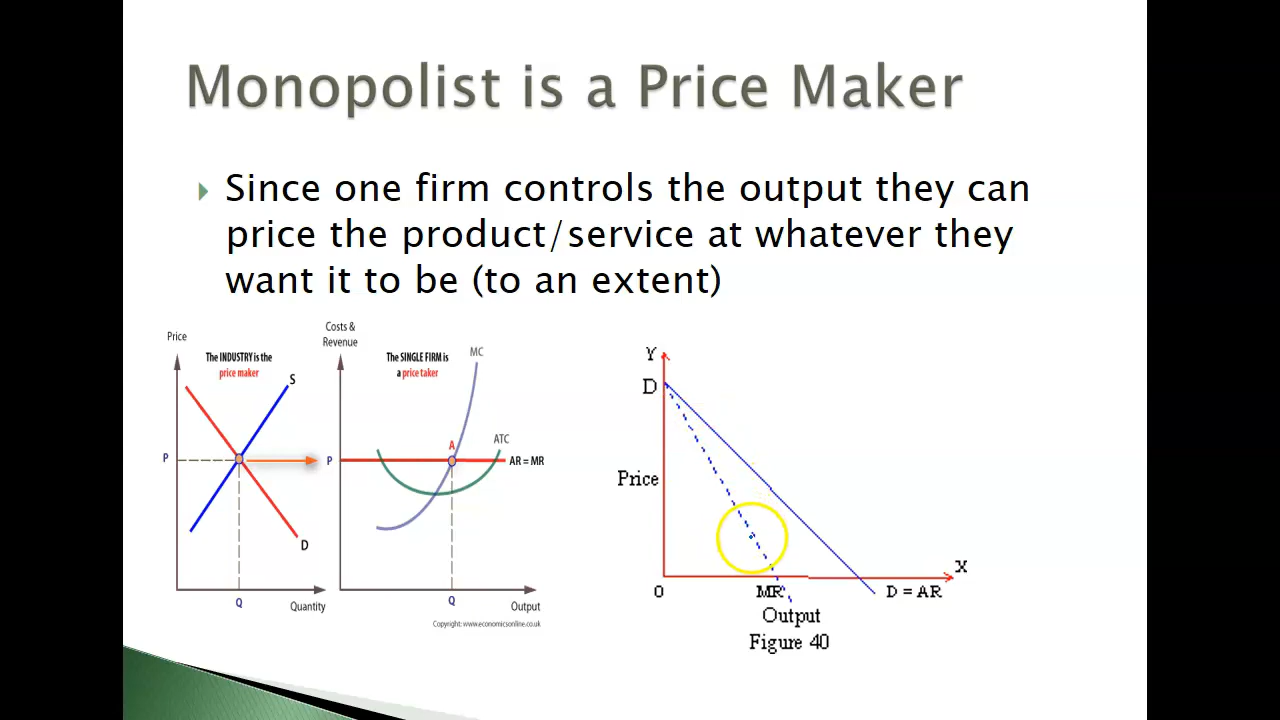 Monopolist is a Price Maker
Since one firm controls the output they can
price the product/service at whatever they
want it to be (to an extent)
Price
The INDUSTRY is the
price maker
S
P
D
Q
Quantity
Costs &
Revenue
The SINGLE FIRM is
a price taker
MC
A
ATC
P
AR = MR
Q
Output
Copyright: www.economicsonline.co.uk
Y
D
Price
X
O
MR
D = AR
Output
Figure 40